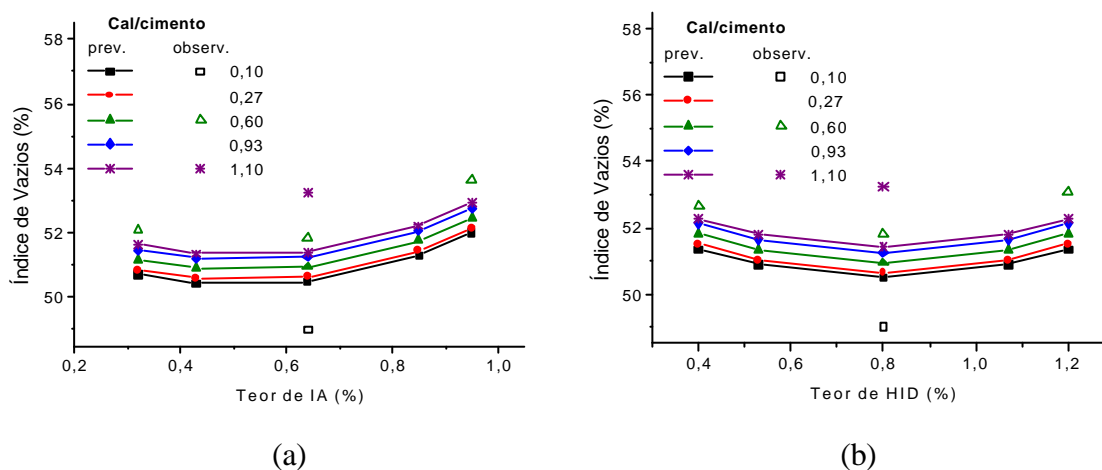 Cal/cimento
prev. observ.
0,10
0,27
0,60
0,93
1,10
58
56
54
52
50
Índice de Vazios (%)
0,2 0,4 0,6 0,8 1,0
Teor de IA (%)
(a)
Cal/cimento
prev. observ.
0,10
0,27
0,60
0,93
1,10
58
56
54
52
50
Índice de Vazios (%)
0,4 0,6 0,8 1,0 1,2
Teor de HID (%)
(b)